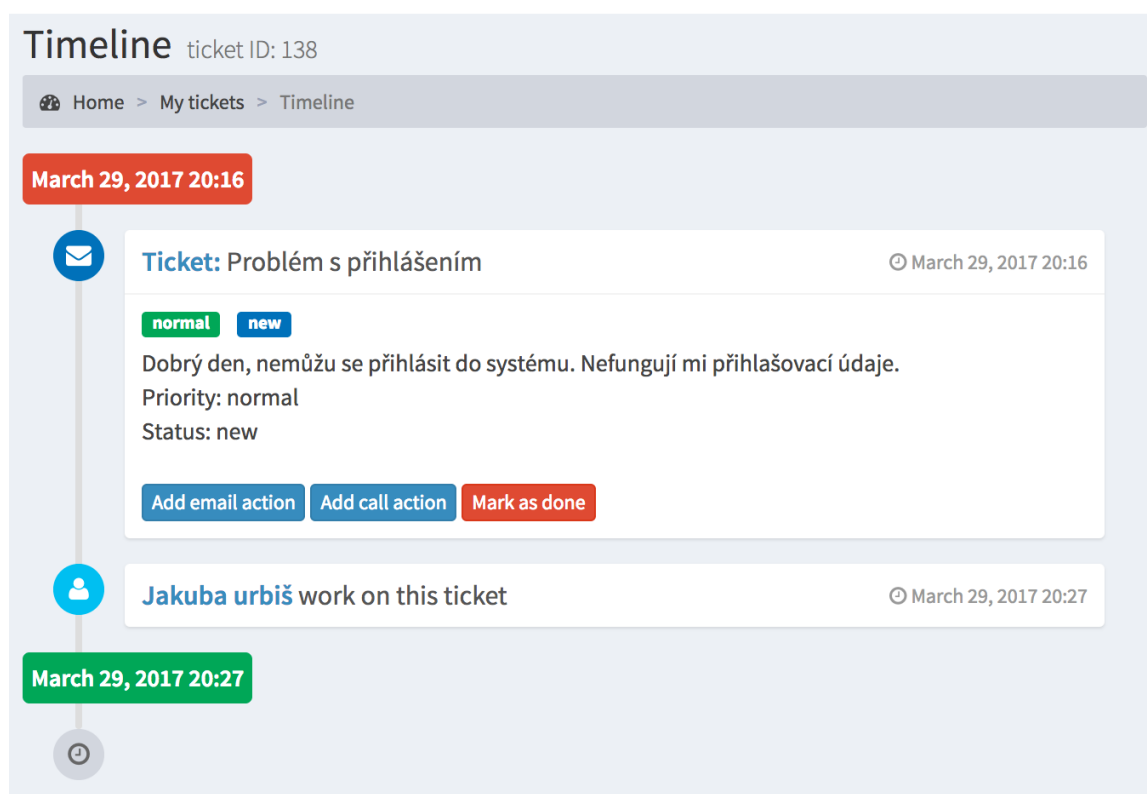 Timeline ticket ID: 138
Home > My tickets > Timeline
March 29, 2017 20:16
Ticket: Problém s přihlášením March 29, 2017 20:16
normal new
Dobrý den, nemůžu se přihlásit do systému. Nefungují mi přihlašovací údaje.
Priority: normal
Status: new
Add email action Add call action Mark as done
Jakuba urbiš work on this ticket March 29, 2017 20:27
March 29, 2017 20:27